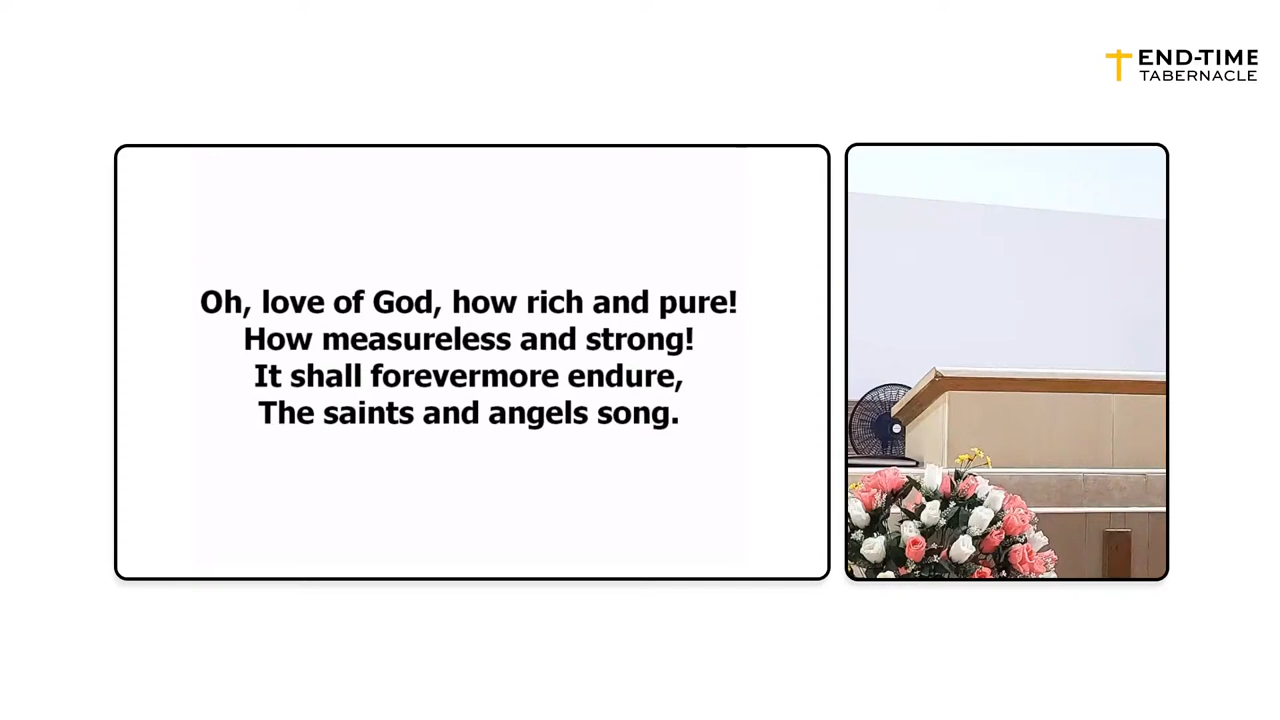 END-TIME
TABERNACLE
Oh, love of God, how rich and pure!
How measureless and strong!
It shall forevermore endure,
The saints and angels song.